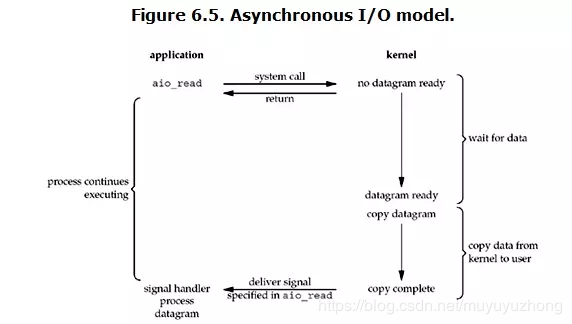 Figure 6.5. Asynchronous I/O model.
application
kernel
aio_read
system call
return
no datagram ready
wait for data
process continues
executing
datagram ready
copy datagram
copy data from
kernel to user
signal handler
process
datagram
deliver signal
specified in aio_read
copy complete
https://blog.csdn.net/muyuyuzhong